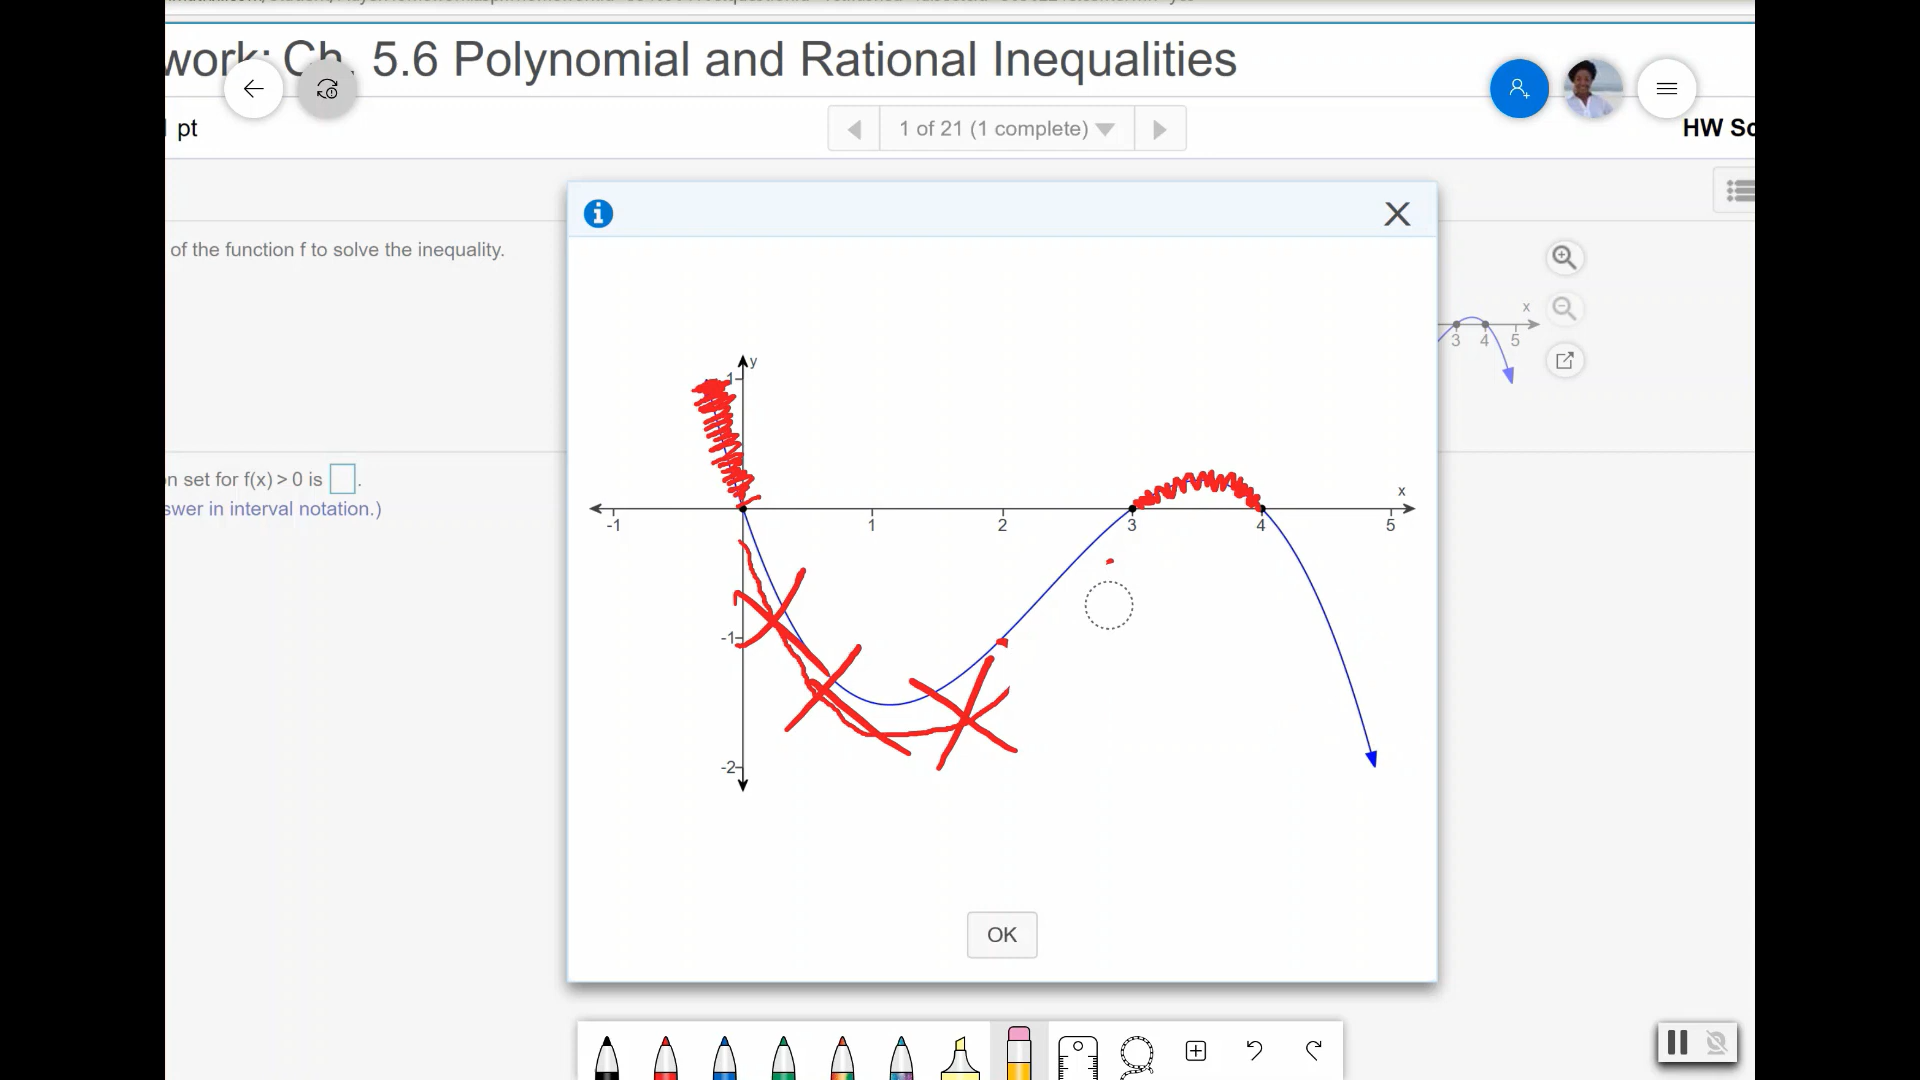 work: Ch. 5.6 Polynomial and Rational Inequalities
pt
1 of 21 (1 complete)
HW Sc
of the function f to solve the inequality.
x
3 4 5
n set for f(x) > 0 is
swer in interval notation.)
y
1
x
-1 1 2 3 4 5
-1
-2
OK